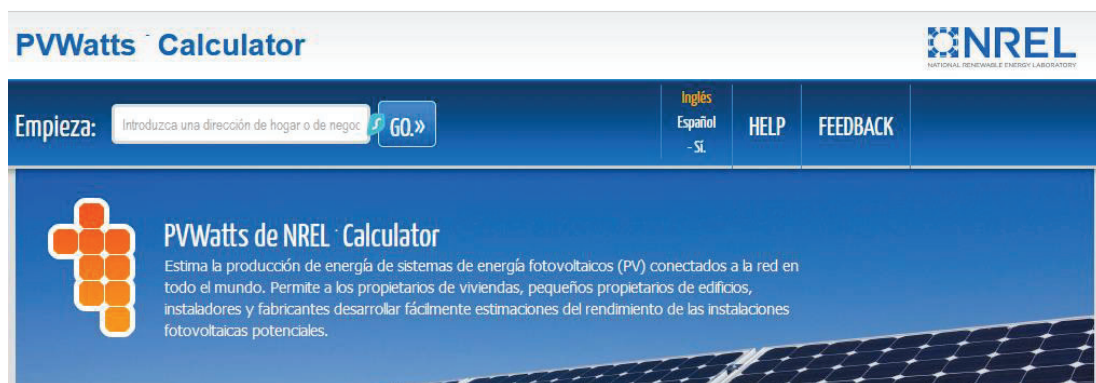 PVWatts Calculator
NREL
NATIONAL RENEWABLE ENERGY LABORATORY
Empieza:
Introduzca una dirección de hogar o de negoc
GO.»
Inglés
Español
- Sí.
HELP
FEEDBACK
PVWatts de NREL · Calculator
Estima la producción de energía de sistemas de energía fotovoltaicos (PV) conectados a la red en
todo el mundo. Permite a los propietarios de viviendas, pequeños propietarios de edificios,
instaladores y fabricantes desarrollar fácilmente estimaciones del rendimiento de las instalaciones
fotovoltaicas potenciales.